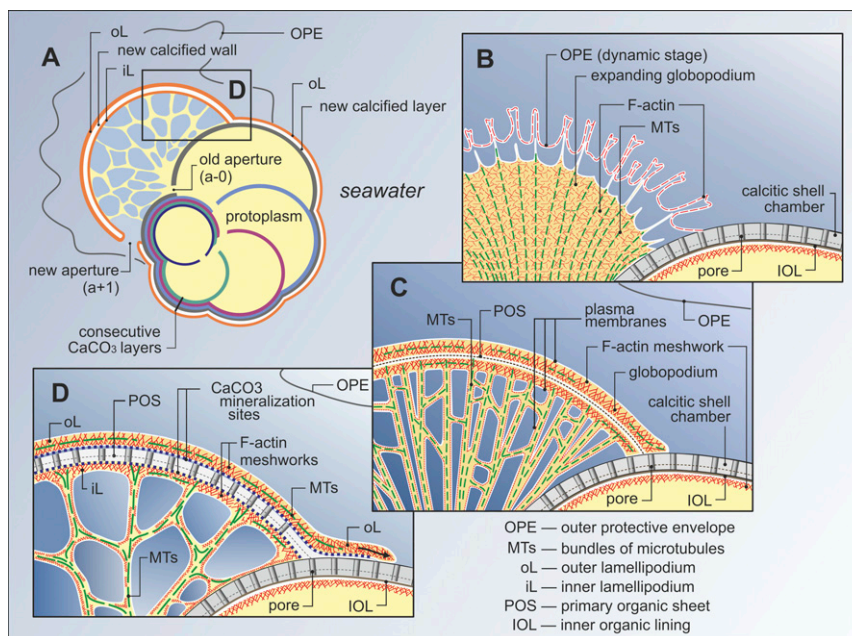 A
oL
new calcified wall
iL
OPE
D
oL
new calcified layer
old aperture
(a-0)
seawater
protoplasm
new aperture
(a+1)
consecutive
CaCO3 layers
B
OPE (dynamic stage)
expanding globopodium
F-actin
MTs
calcitic shell
chamber
pore
IOL
C
MTs
POS
plasma
membranes
OPE
F-actin meshwork
globopodium
calcitic shell
chamber
pore
IOL
D
oL
POS
CaCO3
mineralization
sites
OPE
F-actin
meshworks
iL
MTs
oL
MTs
pore
IOL
OPE — outer protective envelope
MTs — bundles of microtubules
oL — outer lamellipodium
iL — inner lamellipodium
POS — primary organic sheet
IOL — inner organic lining